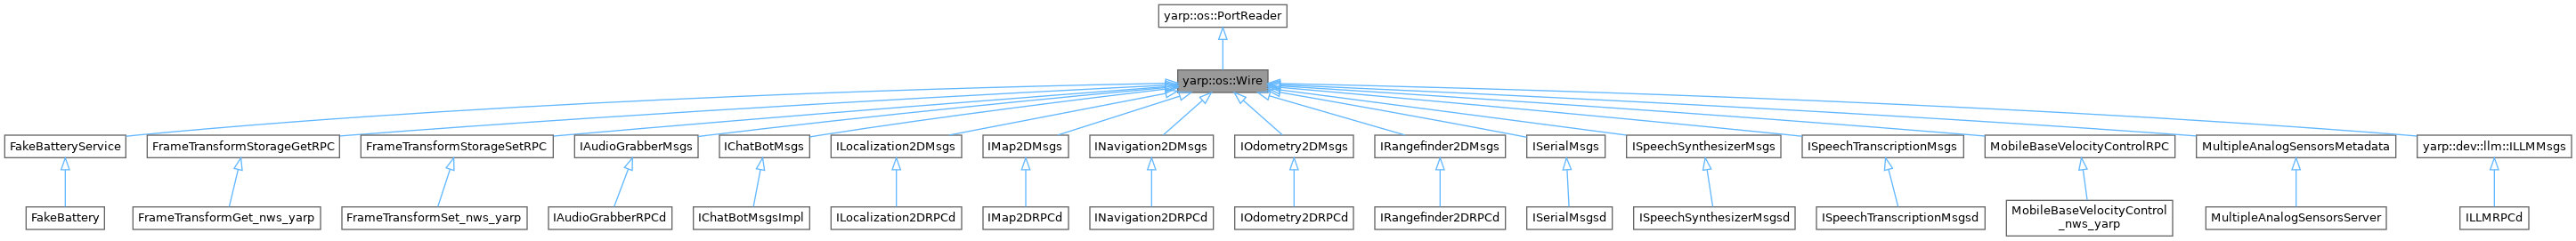 yarp::os::PortReader
yarp::os::Wire
FakeBatteryService
FrameTransformStorageGetRPC
FrameTransformStorageSetRPC
IAudioGrabberMsgs
IChatBotMsgs
ILocalization2DMsgs
IMap2DMsgs
INavigation2DMsgs
IOdometry2DMsgs
IRangefinder2DMsgs
ISerialMsgs
ISpeechSynthesizerMsgs
ISpeechTranscriptionMsgs
MobileBaseVelocityControlRPC
MultipleAnalogSensorsMetadata
yarp::dev::llm::ILLMMsgs
FakeBattery
FrameTransformGet_nws_yarp
FrameTransformSet_nws_yarp
IAudioGrabberRPCd
IChatBotMsgsImpl
ILocalization2DRPCd
IMap2DRPCd
INavigation2DRPCd
IOdometry2DRPCd
IRangefinder2DRPCd
ISerialMsgsd
ISpeechSynthesizerMsgsd
ISpeechTranscriptionMsgsd
MobileBaseVelocityControl
_nws_yarp
MultipleAnalogSensorsServer
ILLMRPCd